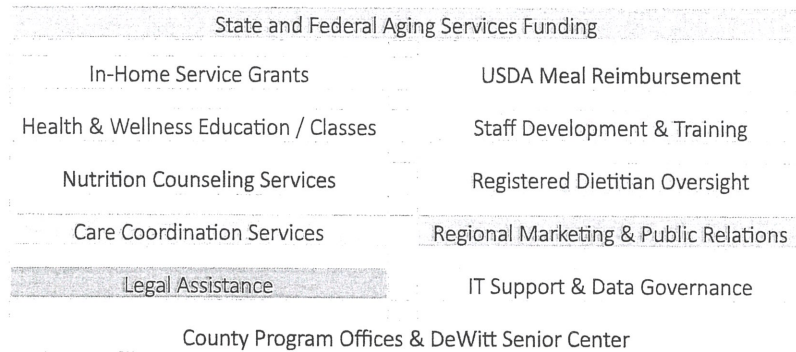 State and Federal Aging Services Funding
In-Home Service Grants
USDA Meal Reimbursement
Health & Wellness Education / Classes
Staff Development & Training
Nutrition Counseling Services
Registered Dietitian Oversight
Care Coordination Services
Regional Marketing & Public Relations
Legal Assistance
IT Support & Data Governance
County Program Offices & DeWitt Senior Center